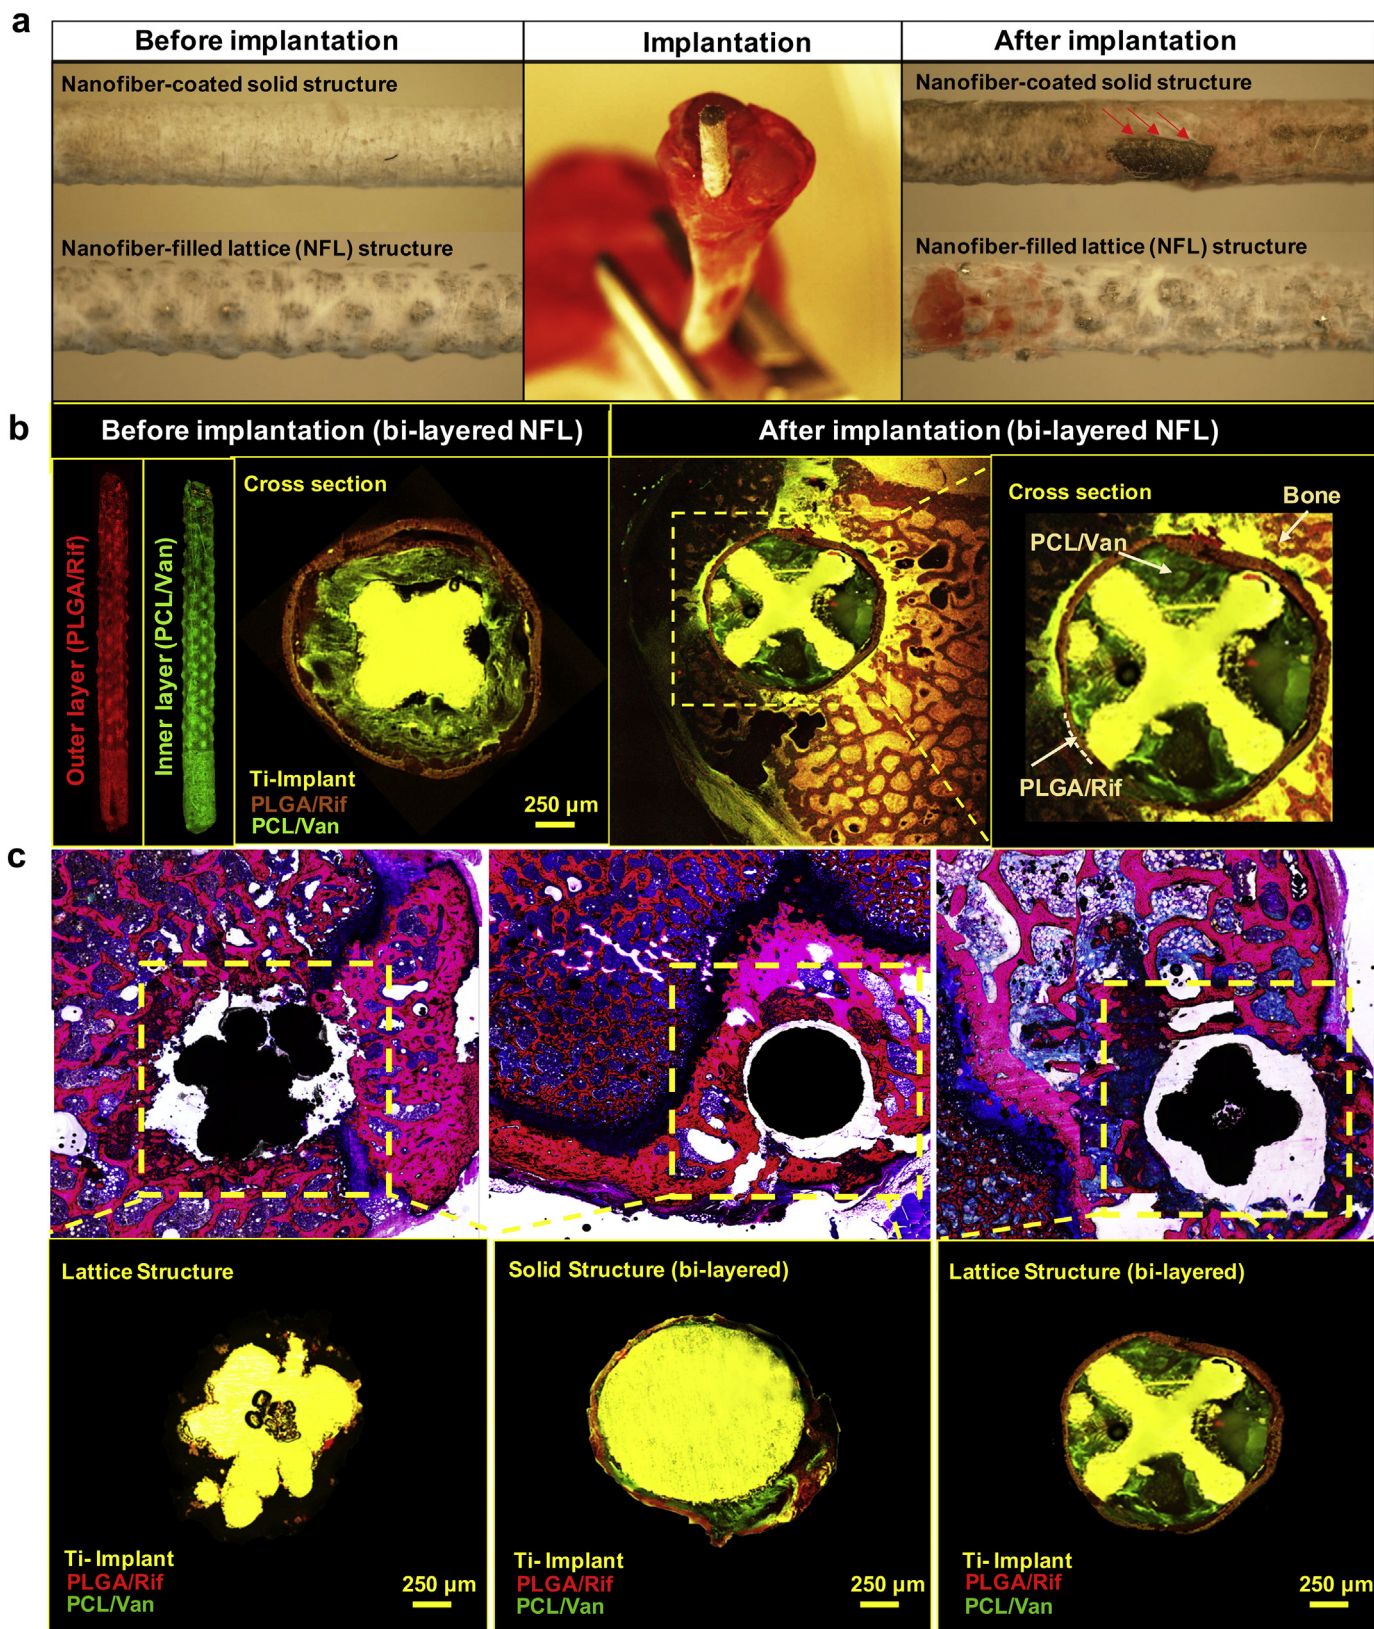 a
Before implantation
Implantation
After implantation
Nanofiber-coated solid structure
Nanofiber-coated solid structure
Nanofiber-filled lattice (NFL) structure
Nanofiber-filled lattice (NFL) structure
b
Before implantation (bi-layered NFL)
After implantation (bi-layered NFL)
Outer layer (PLGA/Rif)
Inner layer (PCL/Van)
Cross section
Ti-Implant
PLGA/Rif
PCL/Van
250 µm
Cross section
Bone
PCL/Van
PLGA/Rif
c
Lattice Structure
Ti- Implant
PLGA/Rif
PCL/Van
250 µm
Solid Structure (bi-layered)
Ti- Implant
PLGA/Rif
PCL/Van
250 µm
Lattice Structure (bi-layered)
Ti- Implant
PLGA/Rif
PCL/Van
250 µm